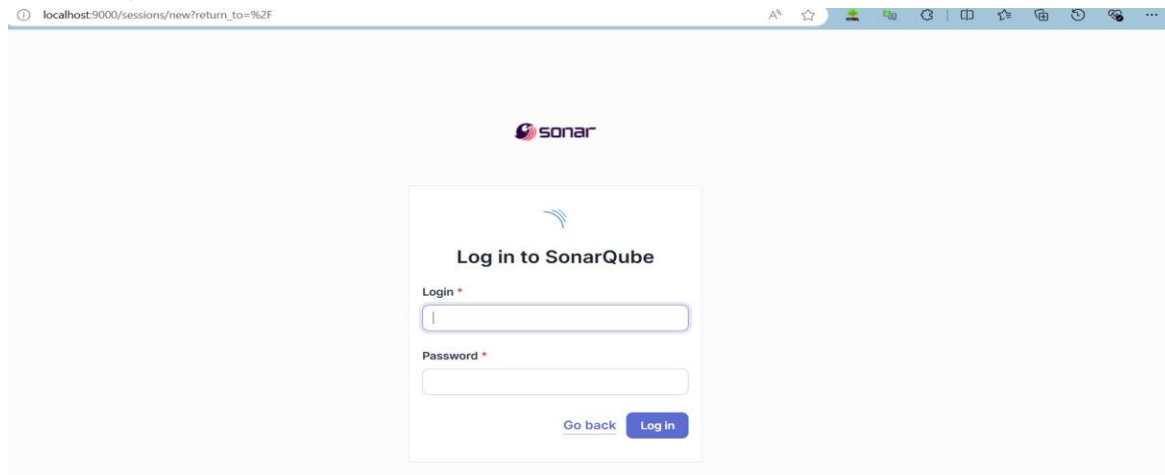 localhost:9000/sessions/new?return_to=%2F
sonar
Log in to SonarQube
Login *
Password *
Go back Log in